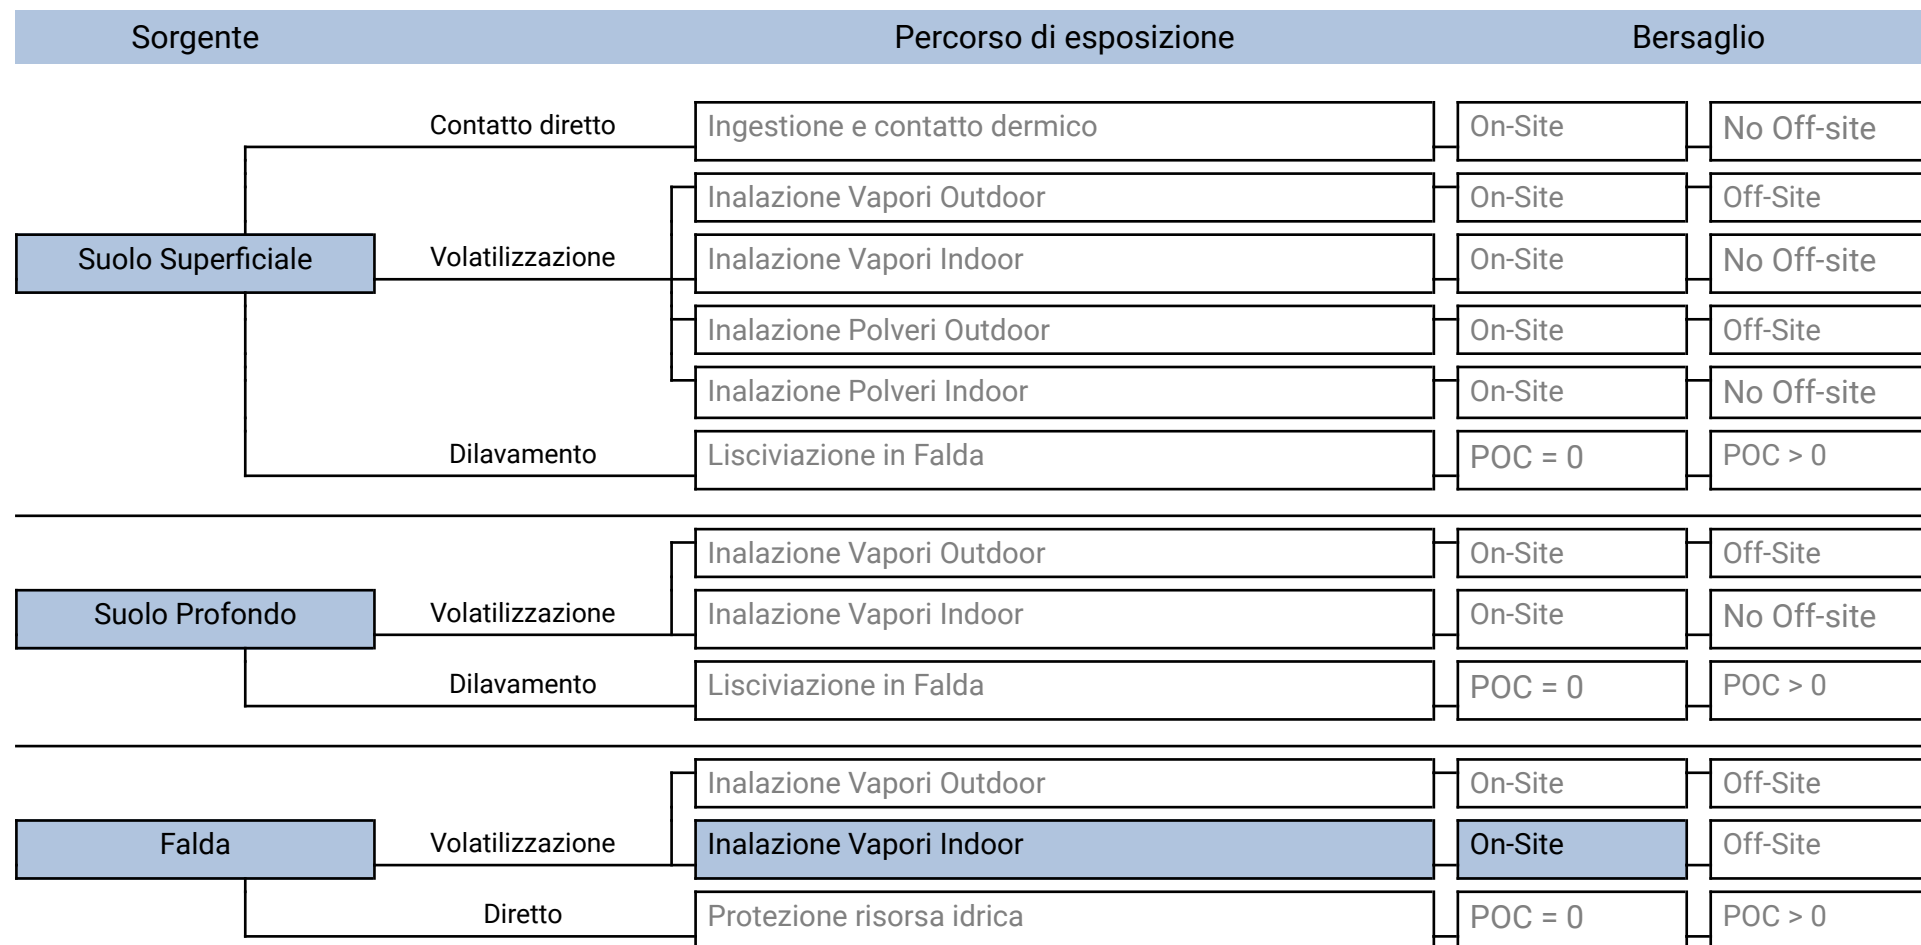 Sorgente Percorso di esposizione Bersaglio
Contatto diretto Ingestione e contatto dermico On-Site No Off-site
Inalazione Vapori Outdoor On-Site Off-Site
Suolo Superficiale Volatilizzazione Inalazione Vapori Indoor On-Site No Off-site
Inalazione Polveri Outdoor On-Site Off-Site
Inalazione Polveri Indoor On-Site No Off-site
Dilavamento Lisciviazione in Falda POC = 0 POC > 0
Inalazione Vapori Outdoor On-Site Off-Site
Suolo Profondo Volatilizzazione Inalazione Vapori Indoor On-Site No Off-site
Dilavamento Lisciviazione in Falda POC = 0 POC > 0
Inalazione Vapori Outdoor On-Site Off-Site
Falda Volatilizzazione Inalazione Vapori Indoor On-Site Off-Site
Diretto Protezione risorsa idrica POC = 0 POC > 0